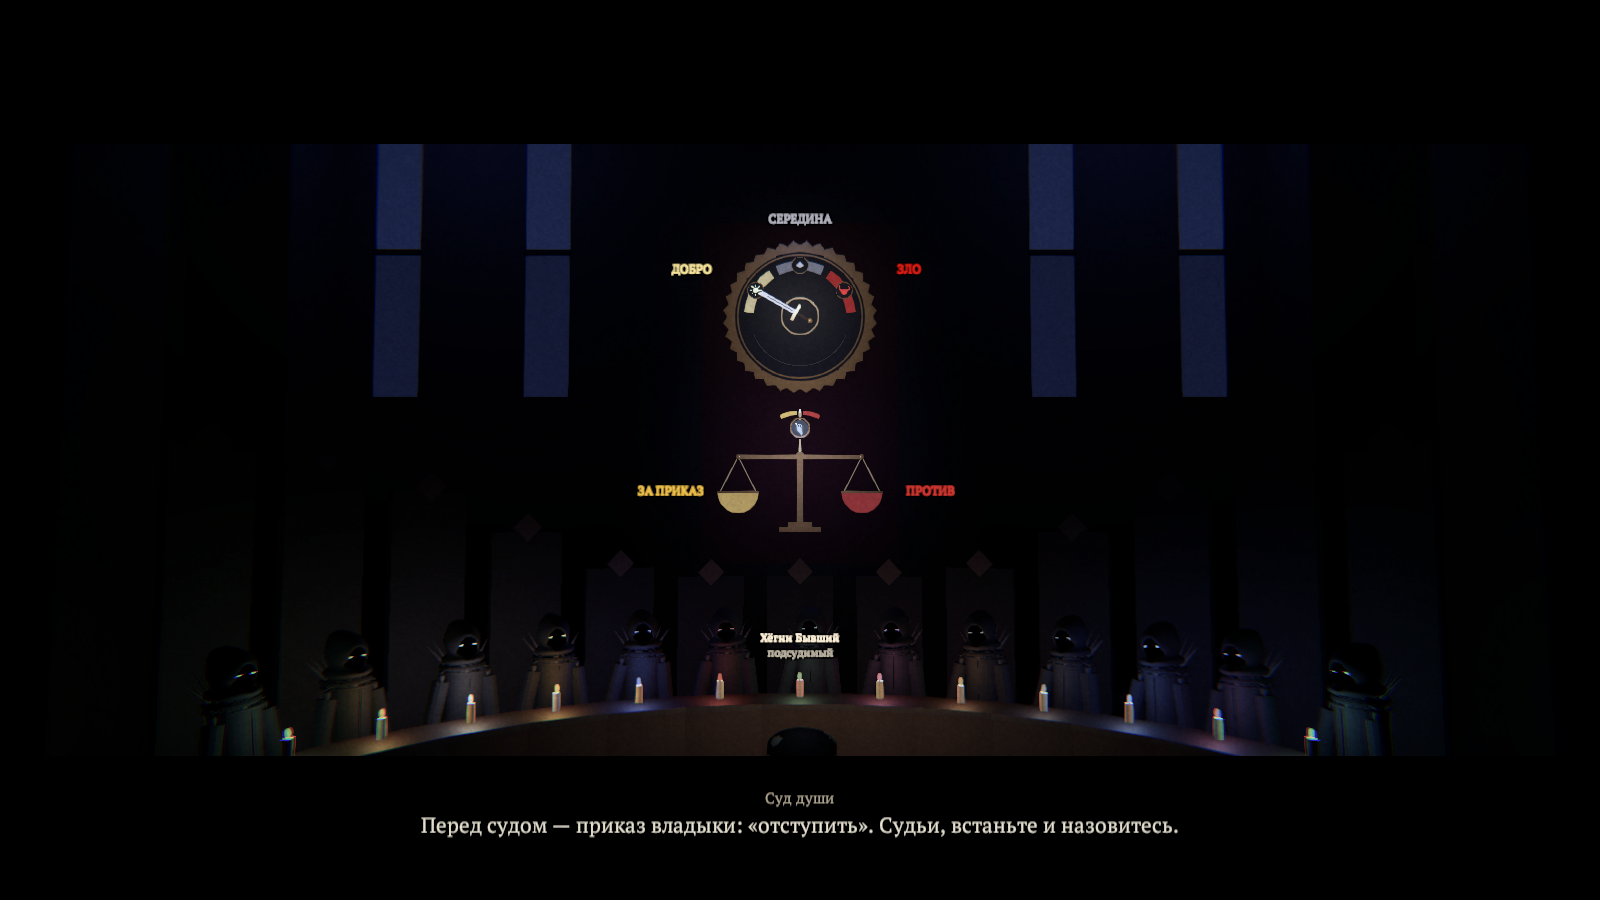 СЕРЕДИНА
ДОБРО
ЗЛО
ЗА ПРИКАЗ
ПРОТИВ
Хёгни Бывший
подсудимый
Суд души
Перед судом — приказ владыки: «отступить». Судьи, встаньте и назовитесь.